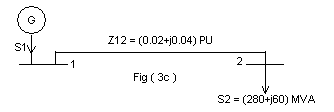 G
S1
Z12 = (0.02+j0.04) PU
1
2
Fig ( 3c )
S2 = (280+j60) MVA